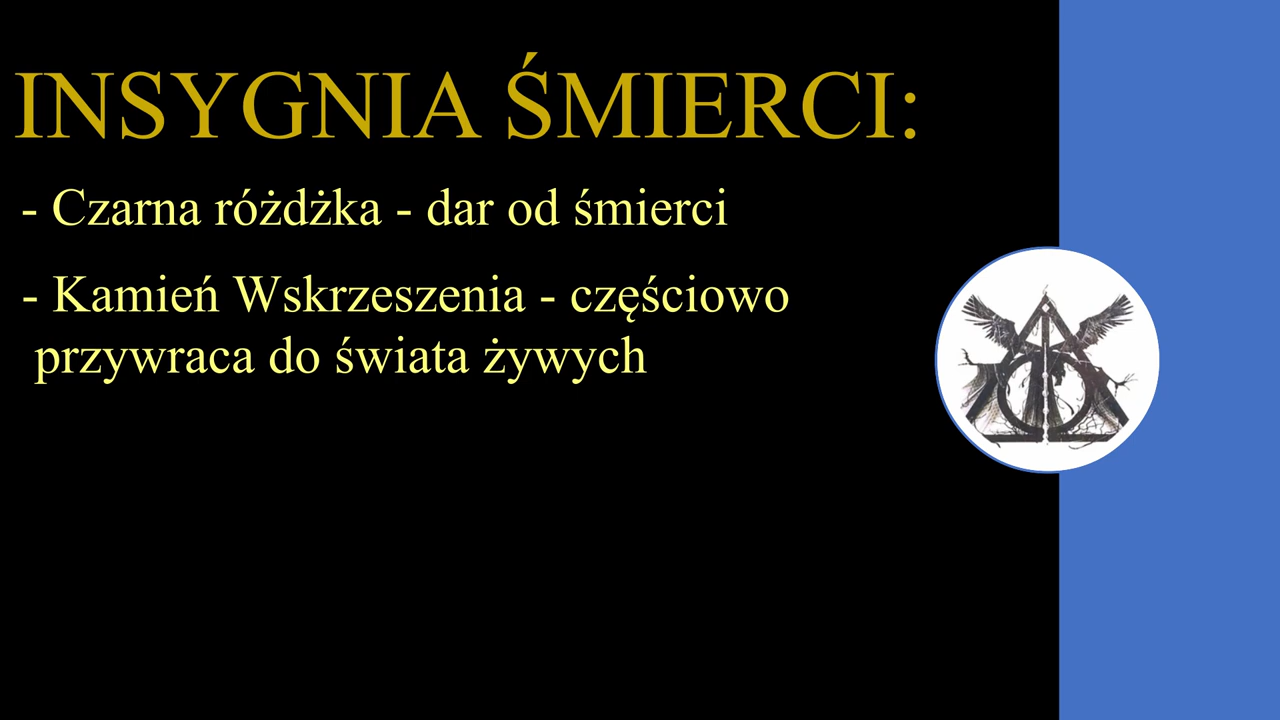 INSYGNIA ŚMIERCI:
- Czarna różdżka - dar od śmierci
- Kamień Wskrzeszenia - częściowo
przywraca do świata żywych